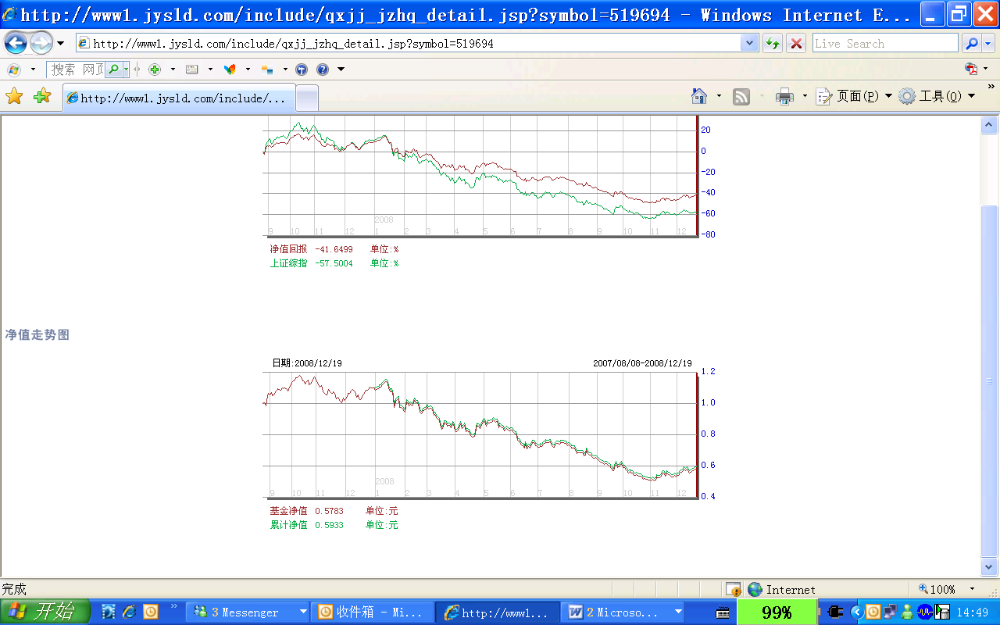 http://www1.jysld.com/include/qxjj_jzhq_detail.jsp?symbol=519694 - Windows Internet E...
http://www1.jysld.com/include/qxjj_jzhq_detail.jsp?symbol=519694
Live Search
搜索 网页
http://www1.jysld.com/include/...
页面(P)
工具(O)
20
0
-20
-40
-60
-80
2008
9 10 11 12 1 2 3 4 5 6 7 8 9 10 11 12
净值回报 -41.6499 单位:%
上证综指 -57.5004 单位:%
净值走势图
日期:2008/12/19 2007/08/08-2008/12/19
1.2
1.0
0.8
0.6
0.4
2008
9 10 11 12 1 2 3 4 5 6 7 8 9 10 11 12
基金净值 0.5783 单位:元
累计净值 0.5933 单位:元
完成
Internet
100%
开始
3 Messenger
收件箱 - Mi...
http://www1...
2 Microso...
99%
14:49